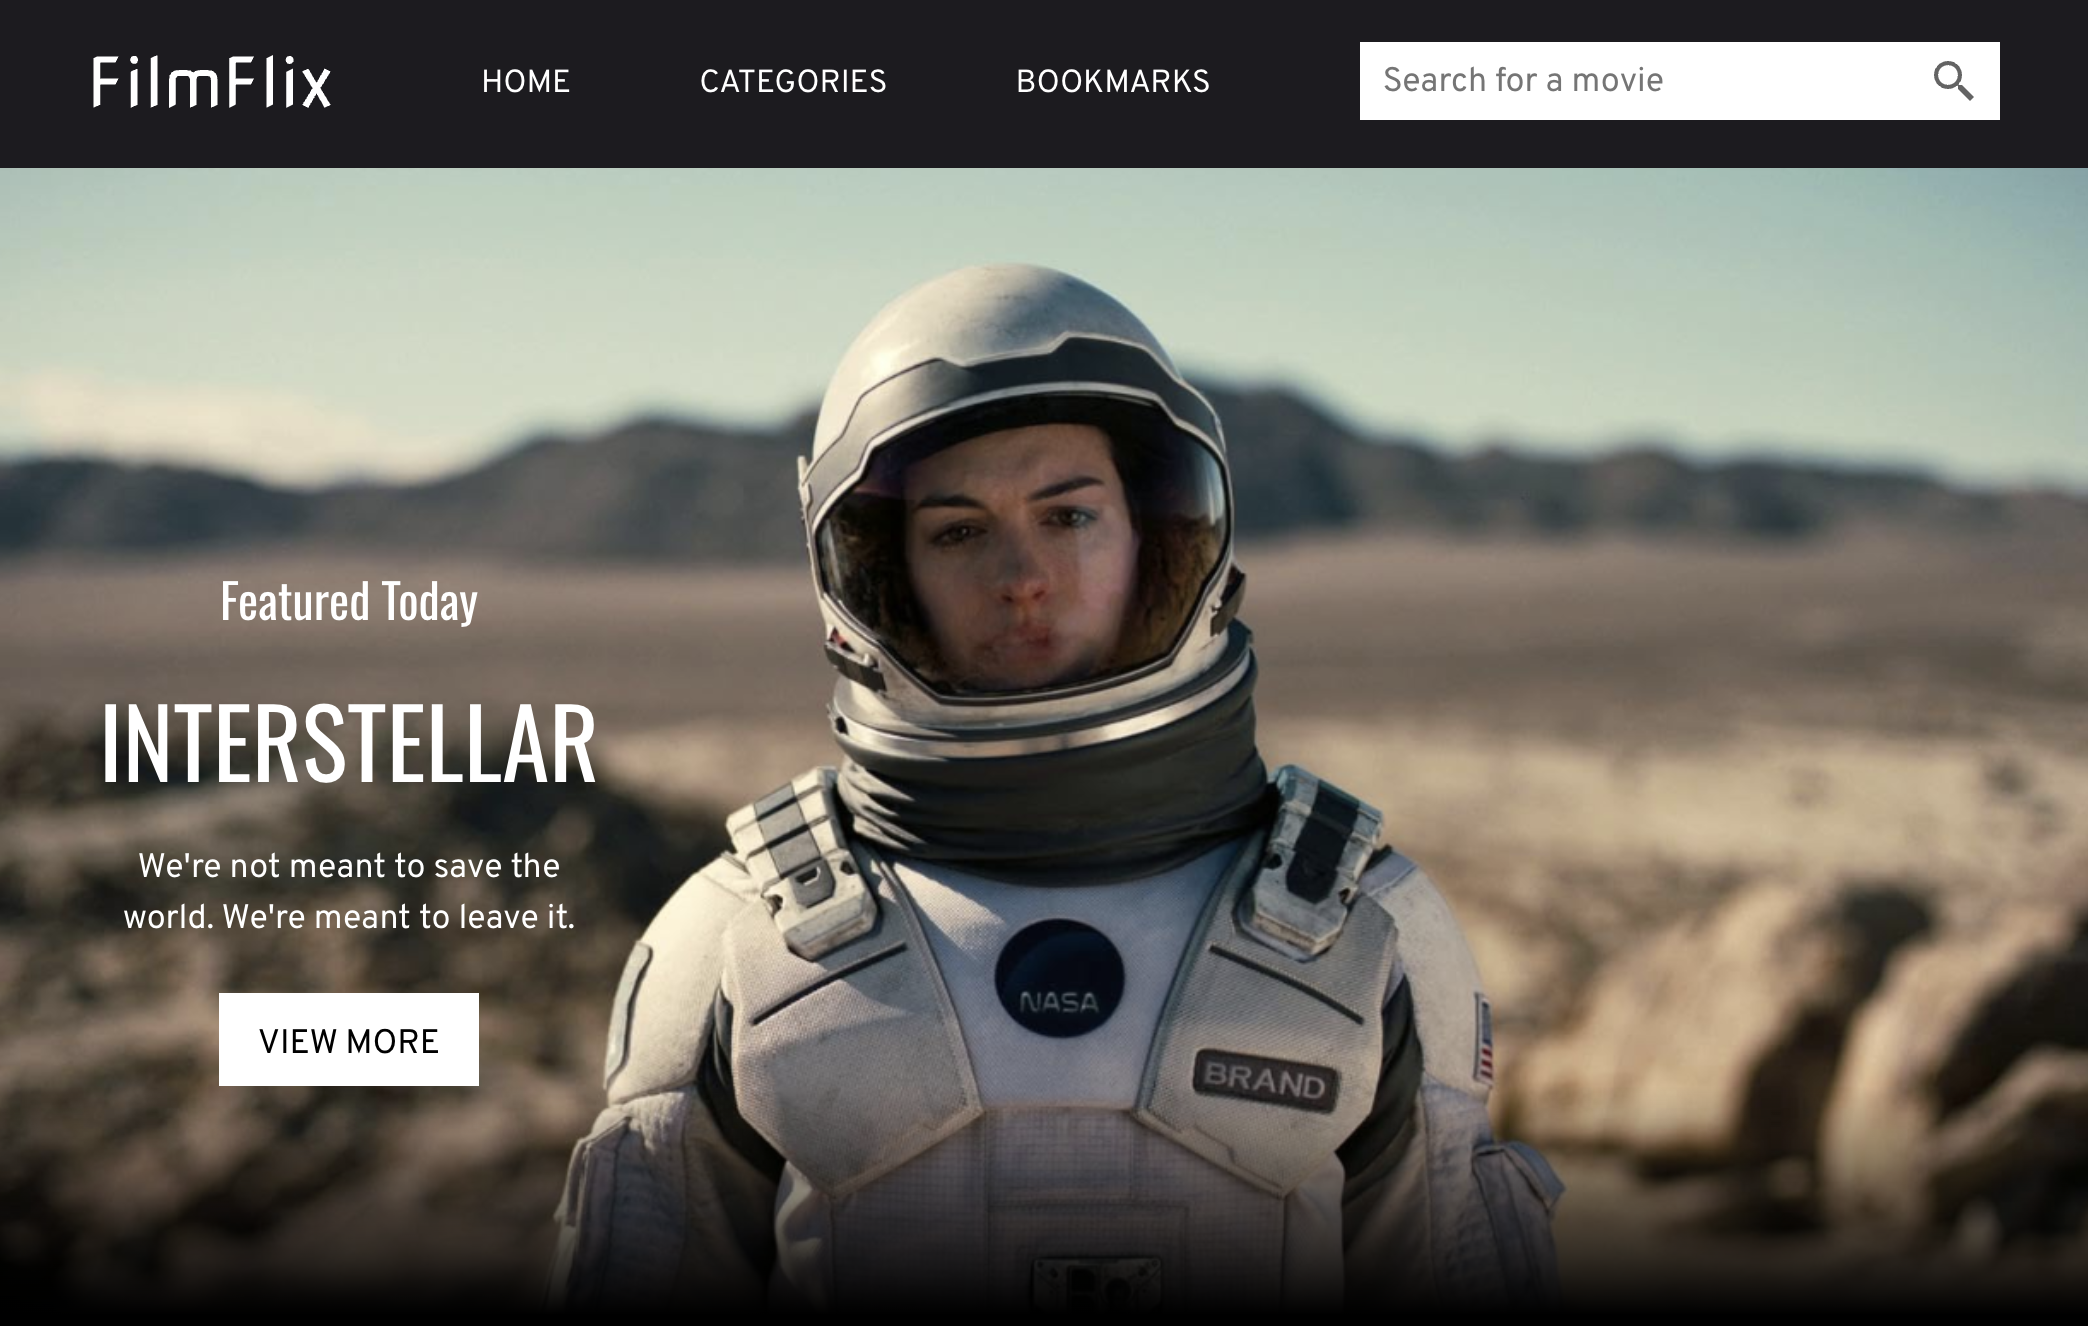 FilmFlix
HOME
CATEGORIES
BOOKMARKS
Search for a movie
Featured Today
INTERSTELLAR
We're not meant to save the
world. We're meant to leave it.
VIEW MORE
NASA
BRAND